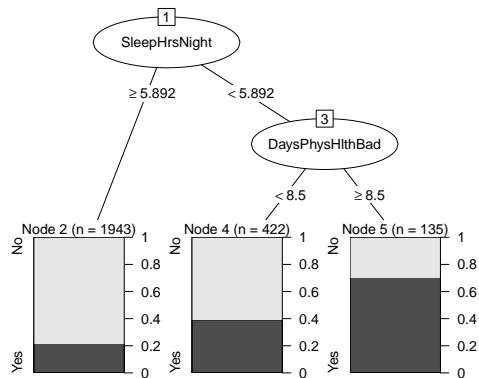 1
SleepHrsNight
≥ 5.892
< 5.892
3
DaysPhysHlthBad
< 8.5
≥ 8.5
Node 2 (n = 1943)
No
Yes
1
0.8
0.6
0.4
0.2
0
Node 4 (n = 422)
No
Yes
1
0.8
0.6
0.4
0.2
0
Node 5 (n = 135)
No
Yes
1
0.8
0.6
0.4
0.2
0